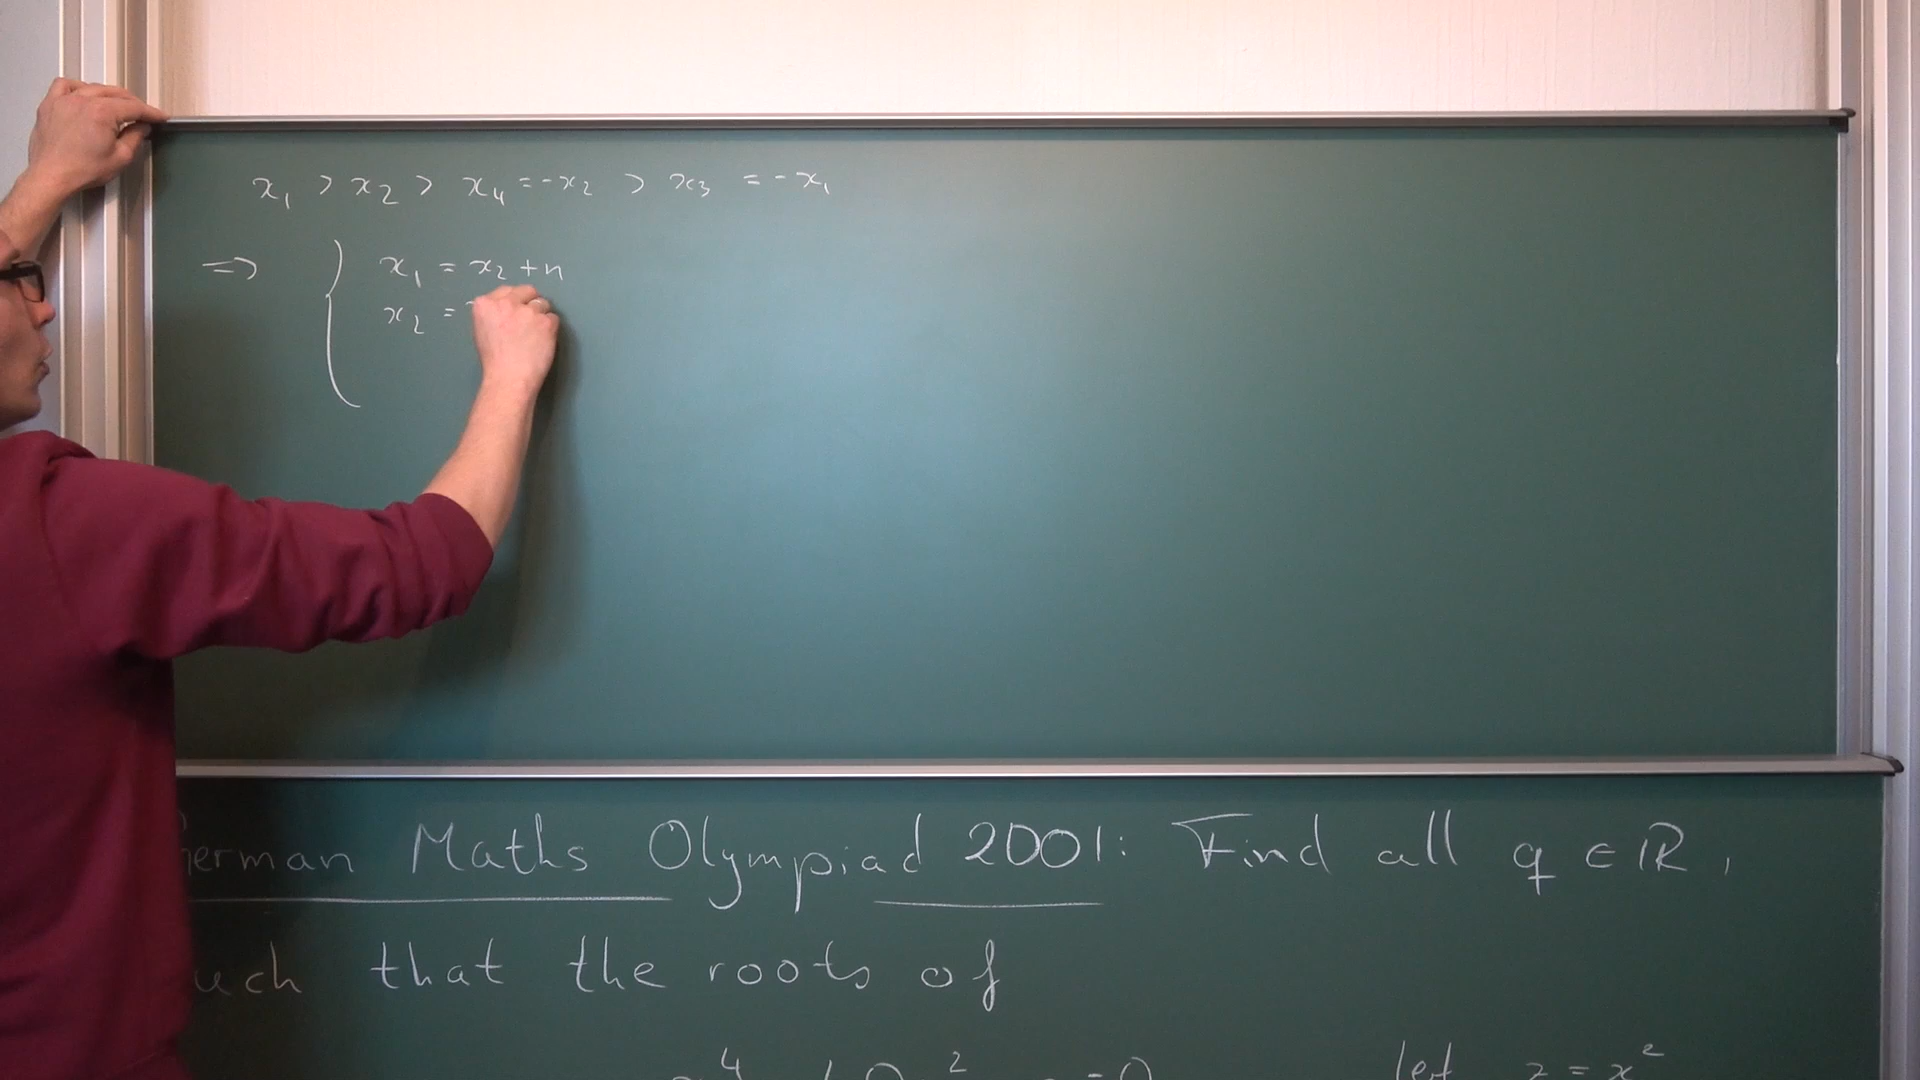 x₁ > x₂ > x₄ = -x₂ > x₃ = -x₁
=> { x₁ = x₂ + n
x₂ =
German Maths Olympiad 2001: Find all q ∈ ℝ,
such that the roots of
let z = x²